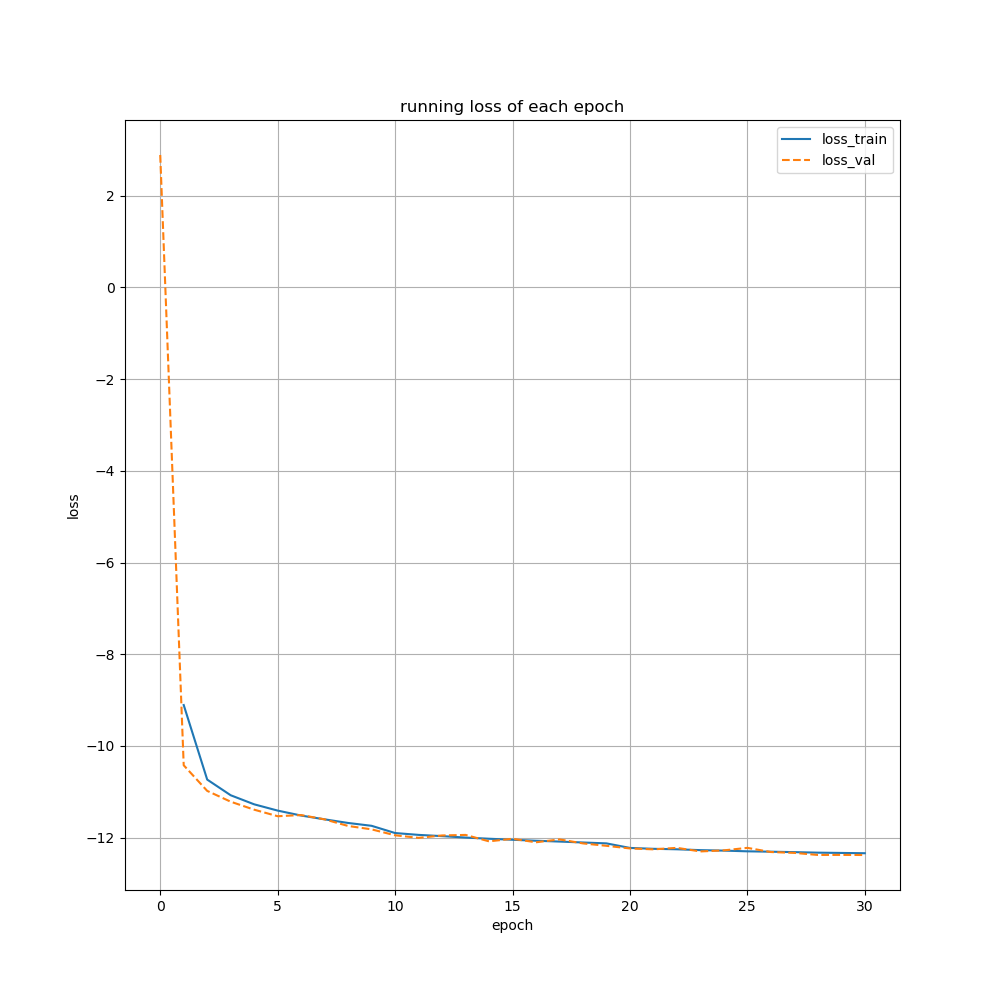 running loss of each epoch
loss_train
loss_val
2
0
−2
−4
−6
−8
−10
−12
loss
0 5 10 15 20 25 30
epoch